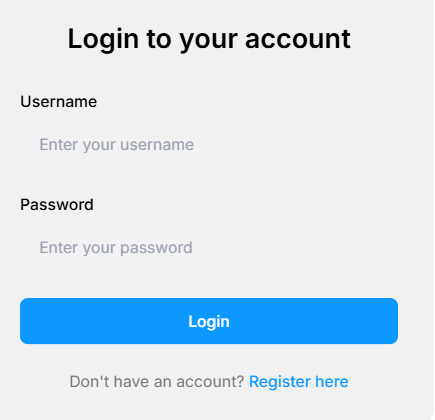 Login to your account
Username
Enter your username
Password
Enter your password
Login
Don't have an account? Register here